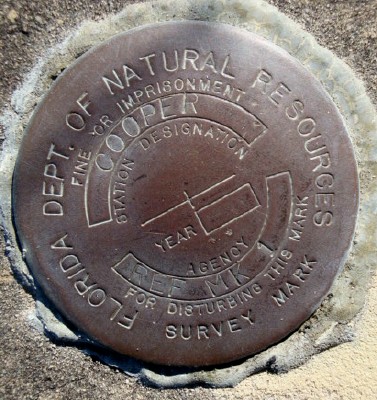 FLORIDA DEPT. OF NATURAL RESOURCES
SURVEY MARK
FINE OR IMPRISONMENT
FOR DISTURBING THIS MARK
COOPER
STATION DESIGNATION
YEAR
AGENCY
REF MK 1